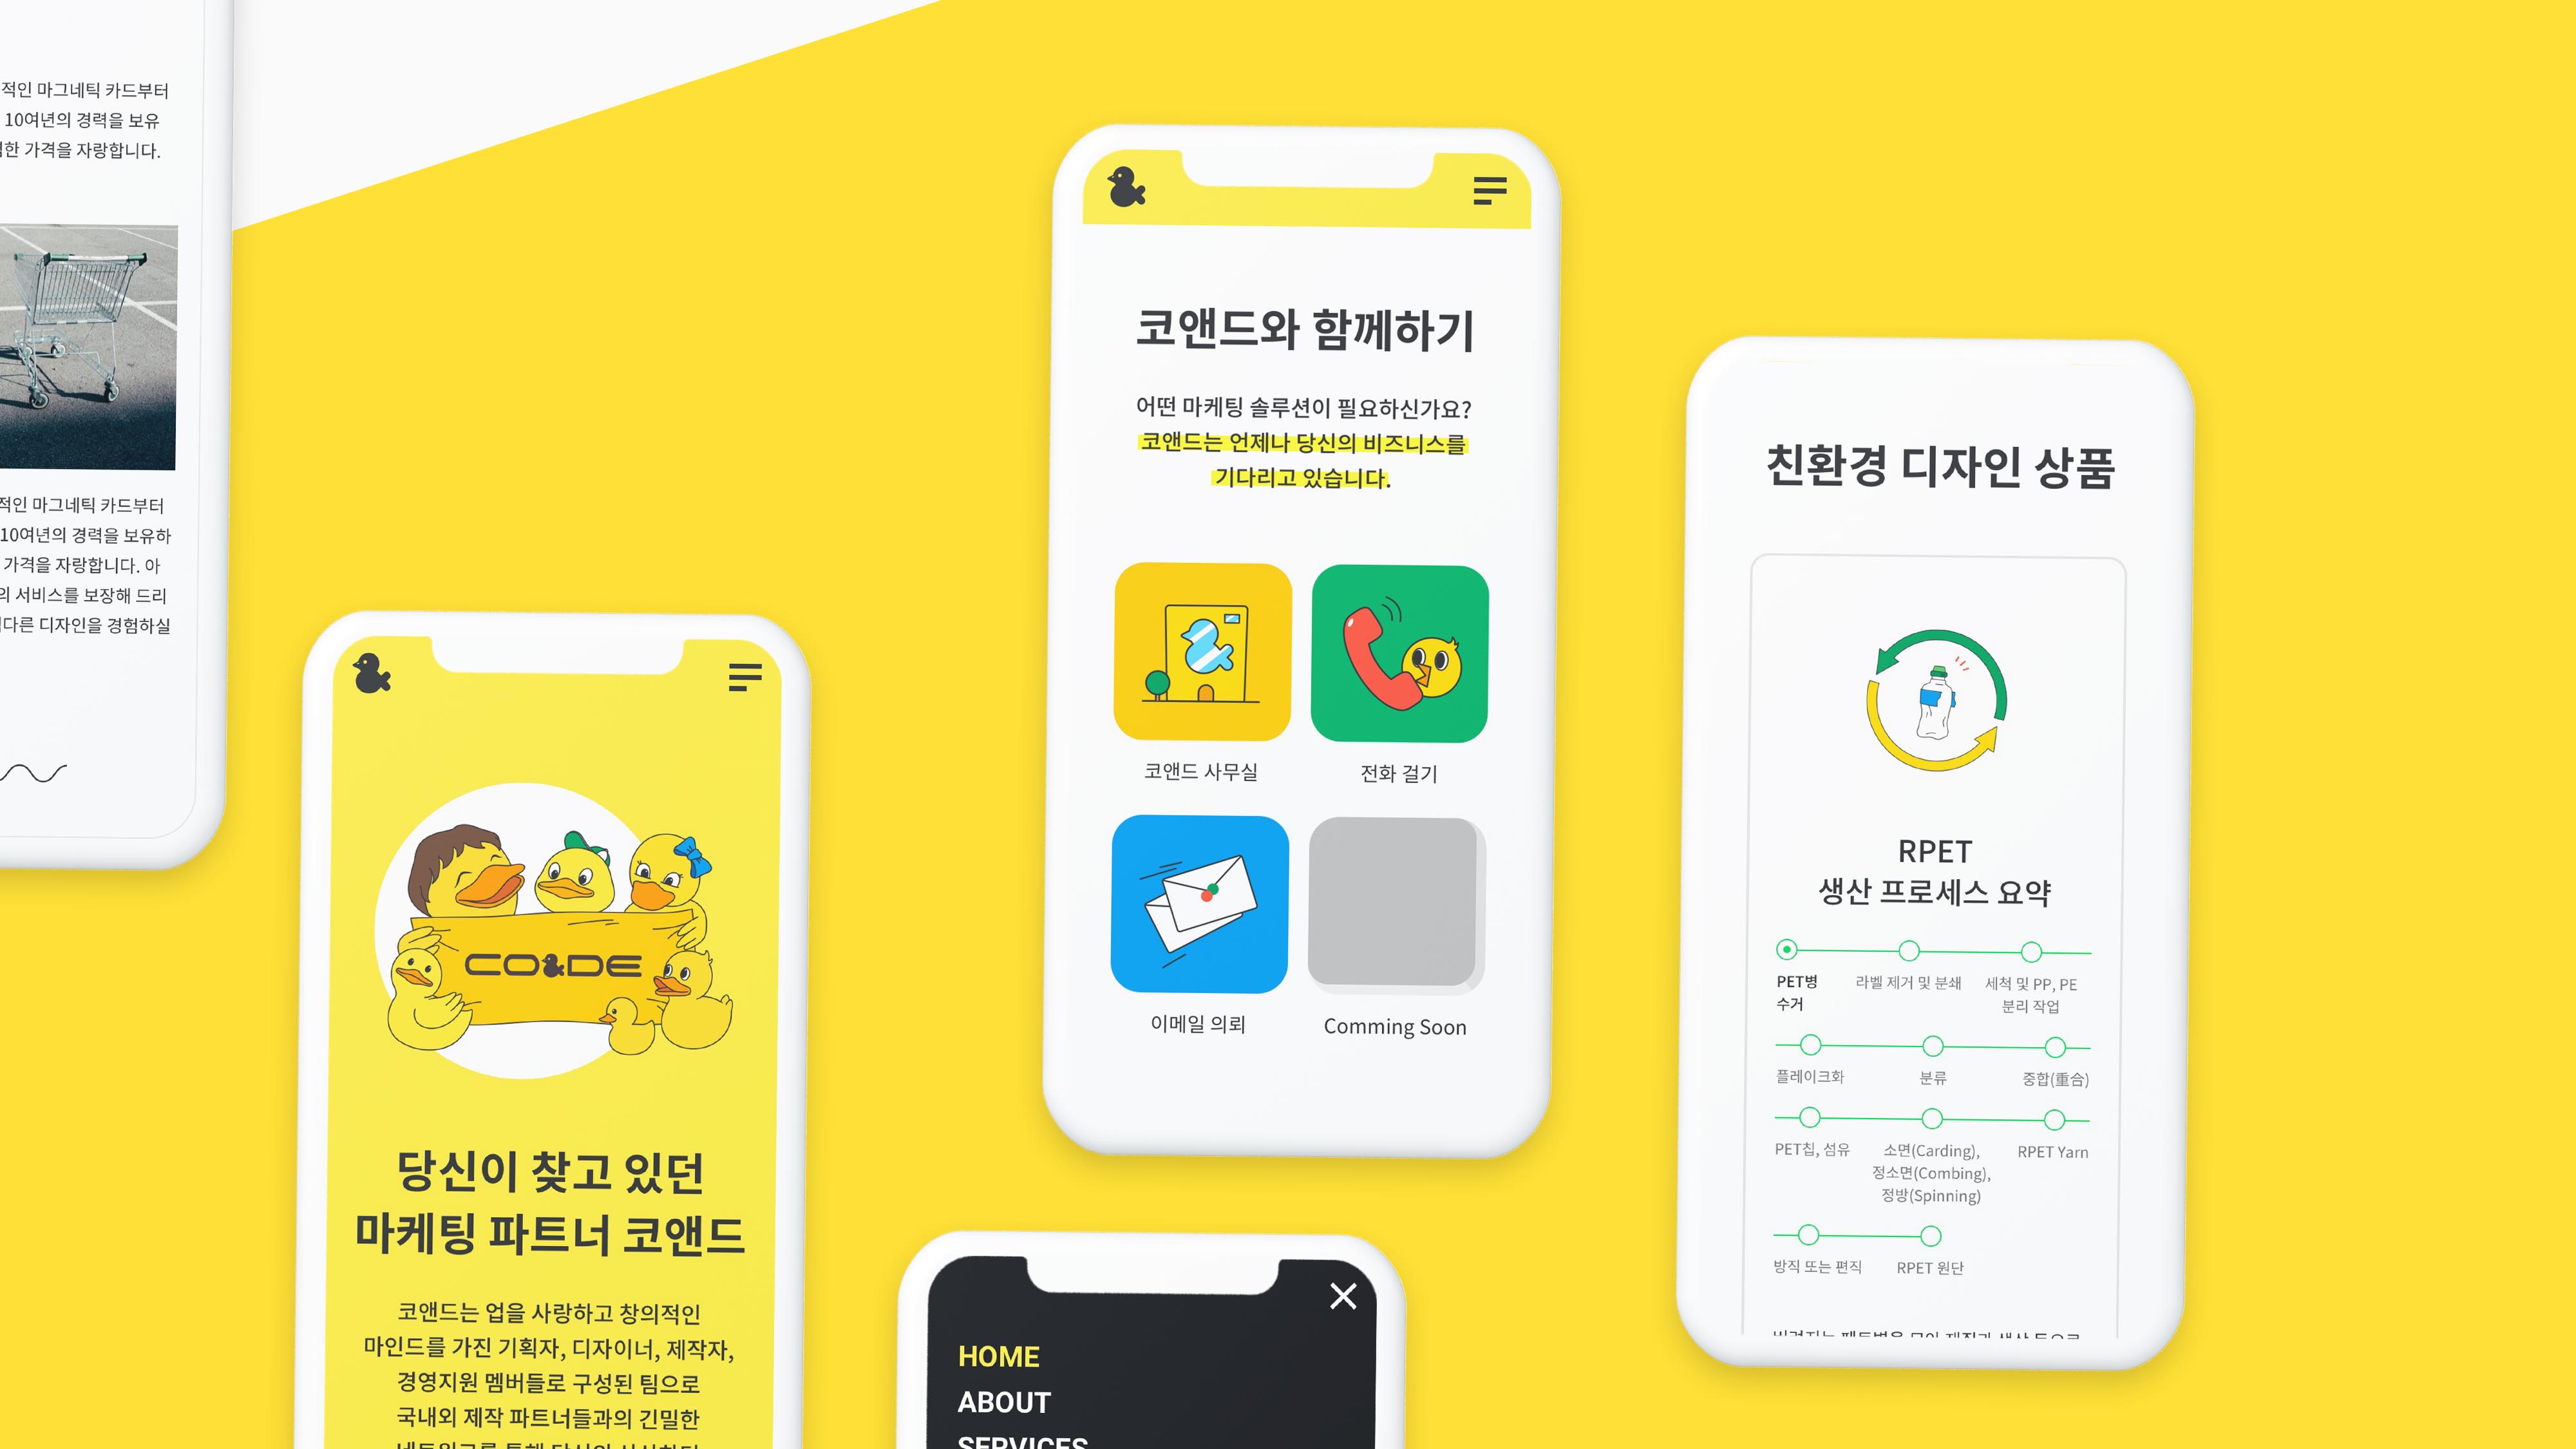 적인 마그네틱 카드부터
10여년의 경력을 보유
한 가격을 자랑합니다.
적인 마그네틱 카드부터
10여년의 경력을 보유하
가격을 자랑합니다. 아
의 서비스를 보장해 드리
다른 디자인을 경험하실
CO&DE
당신이 찾고 있던
마케팅 파트너 코앤드
코앤드는 업을 사랑하고 창의적인
마인드를 가진 기획자, 디자이너, 제작자,
경영지원 멤버들로 구성된 팀으로
국내외 제작 파트너들과의 긴밀한
코앤드와 함께하기
어떤 마케팅 솔루션이 필요하신가요?
코앤드는 언제나 당신의 비즈니스를
기다리고 있습니다.
코앤드 사무실
전화 걸기
이메일 의뢰
Comming Soon
HOME
ABOUT
SERVICES
친환경 디자인 상품
RPET
생산 프로세스 요약
PET병
수거
라벨 제거 및 분쇄
세척 및 PP, PE
분리 작업
플레이크화
분류
중합(重合)
PET칩, 섬유
소면(Carding),
정소면(Combing),
정방(Spinning)
RPET Yarn
방직 또는 편직
RPET 원단